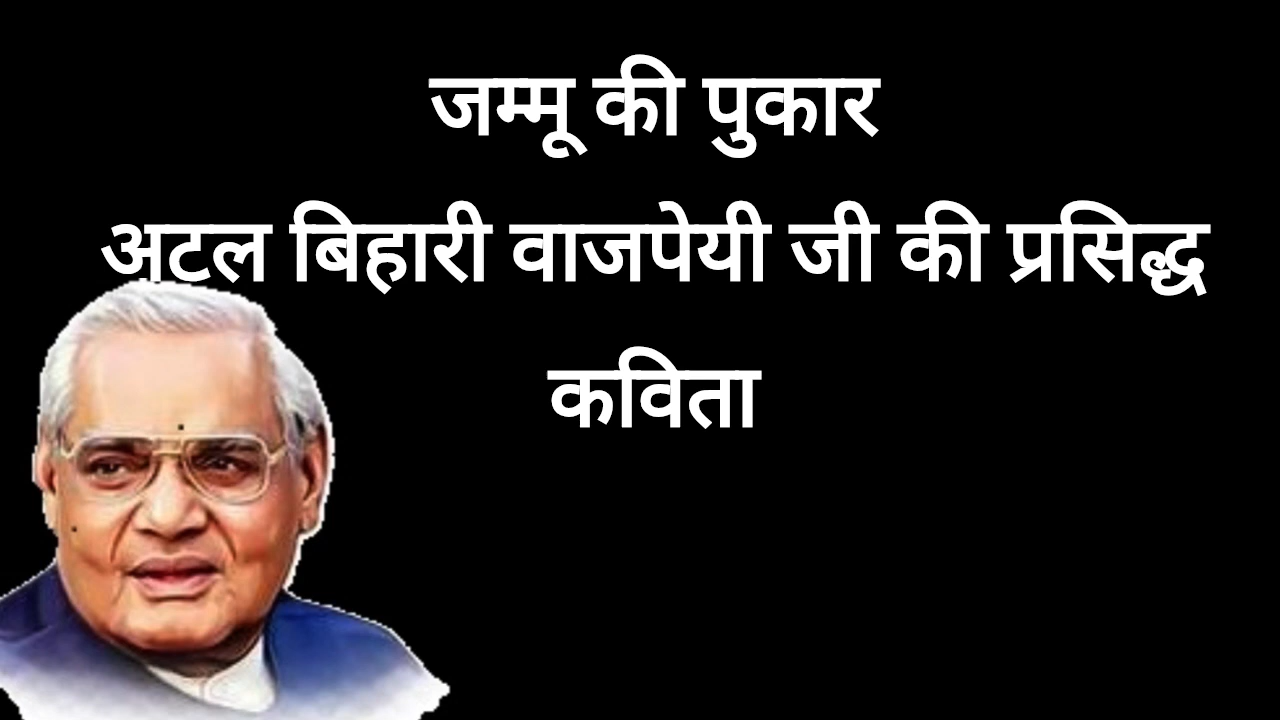 जम्मू की पुकार
अटल बिहारी वाजपेयी जी की प्रसिद्ध
कविता